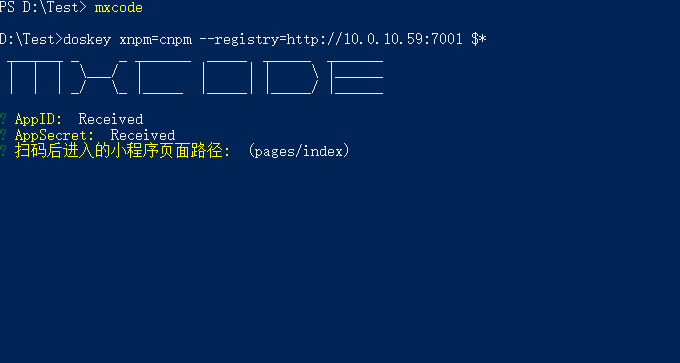 PS D:\Test> mxcode
D:\Test>doskey xnpm=cnpm --registry=http://10.0.10.59:7001 $*
MXCODE
? AppID: Received
? AppSecret: Received
? 扫码后进入的小程序页面路径: (pages/index)